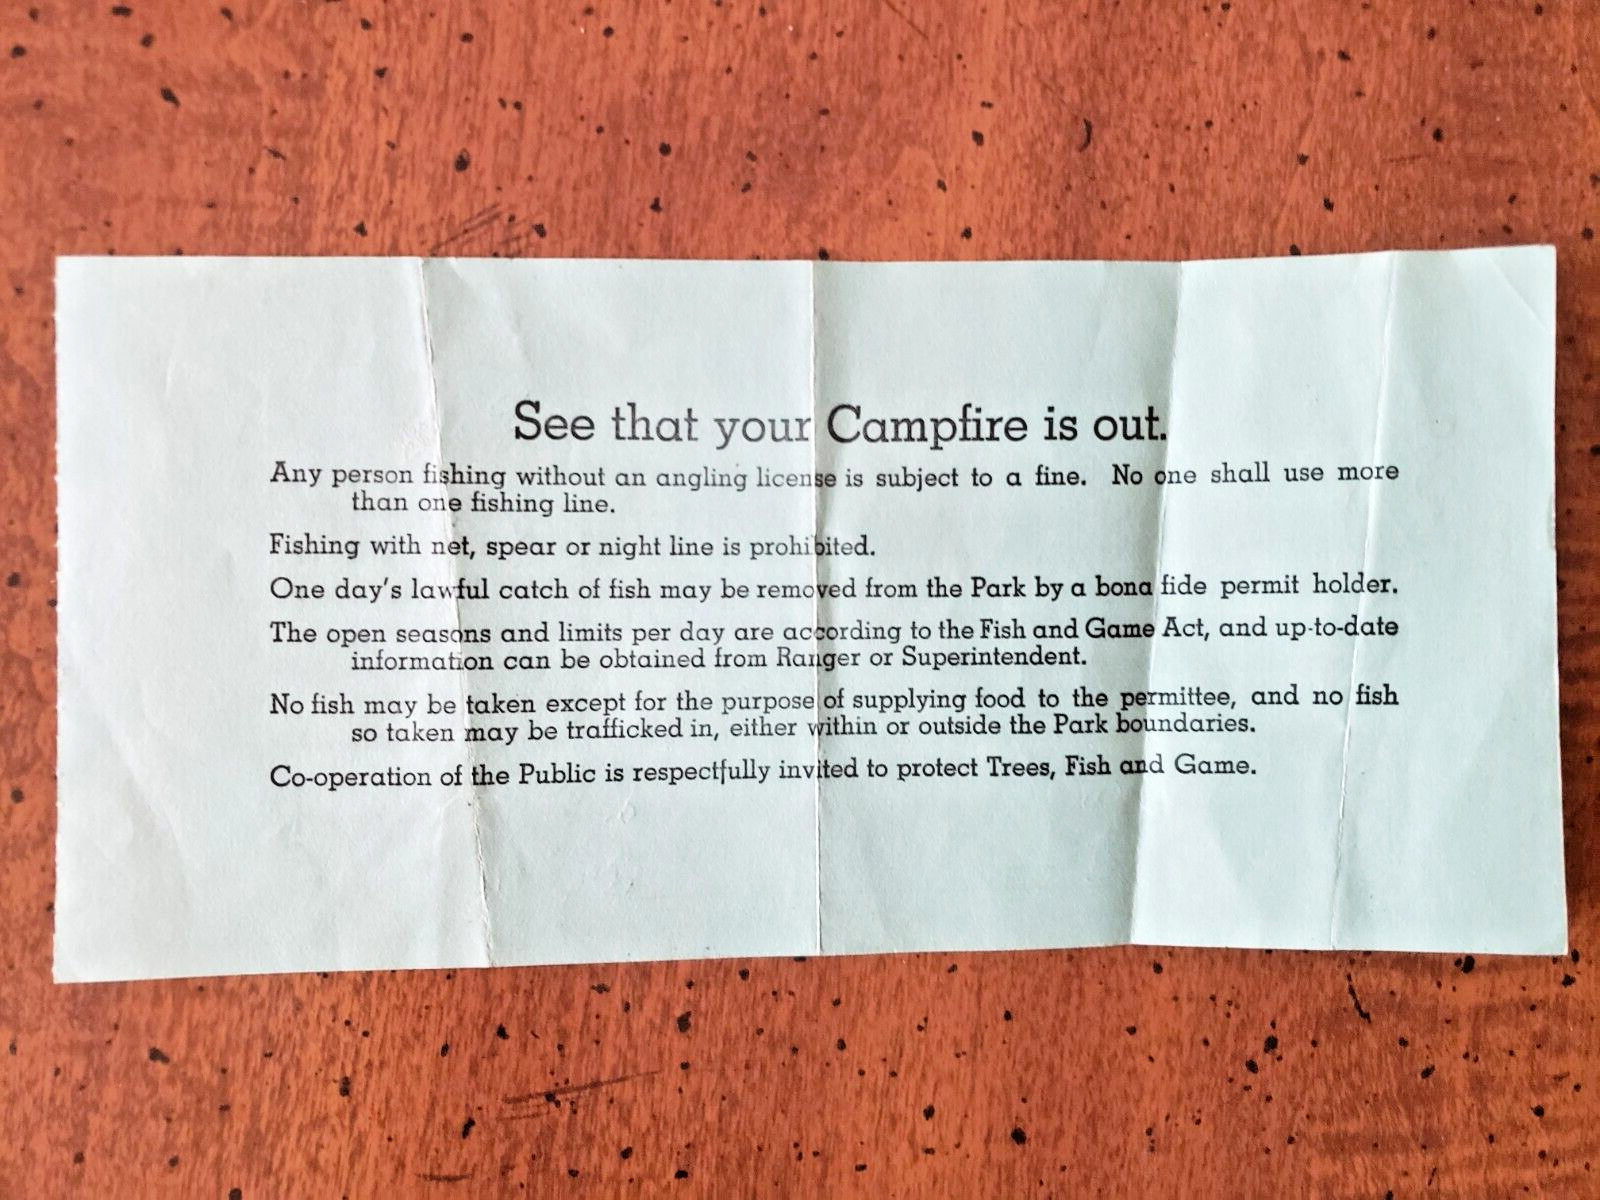 See that your Campfire is out.
Any person fishing without an angling license is subject to a fine. No one shall use more
than one fishing line.
Fishing with net, spear or night line is prohibited.
One day's lawful catch of fish may be removed from the Park by a bona fide permit holder.
The open seasons and limits per day are according to the Fish and Game Act, and up-to-date
information can be obtained from Ranger or Superintendent.
No fish may be taken except for the purpose of supplying food to the permittee, and no fish
so taken may be trafficked in, either within or outside the Park boundaries.
Co-operation of the Public is respectfully invited to protect Trees, Fish and Game.